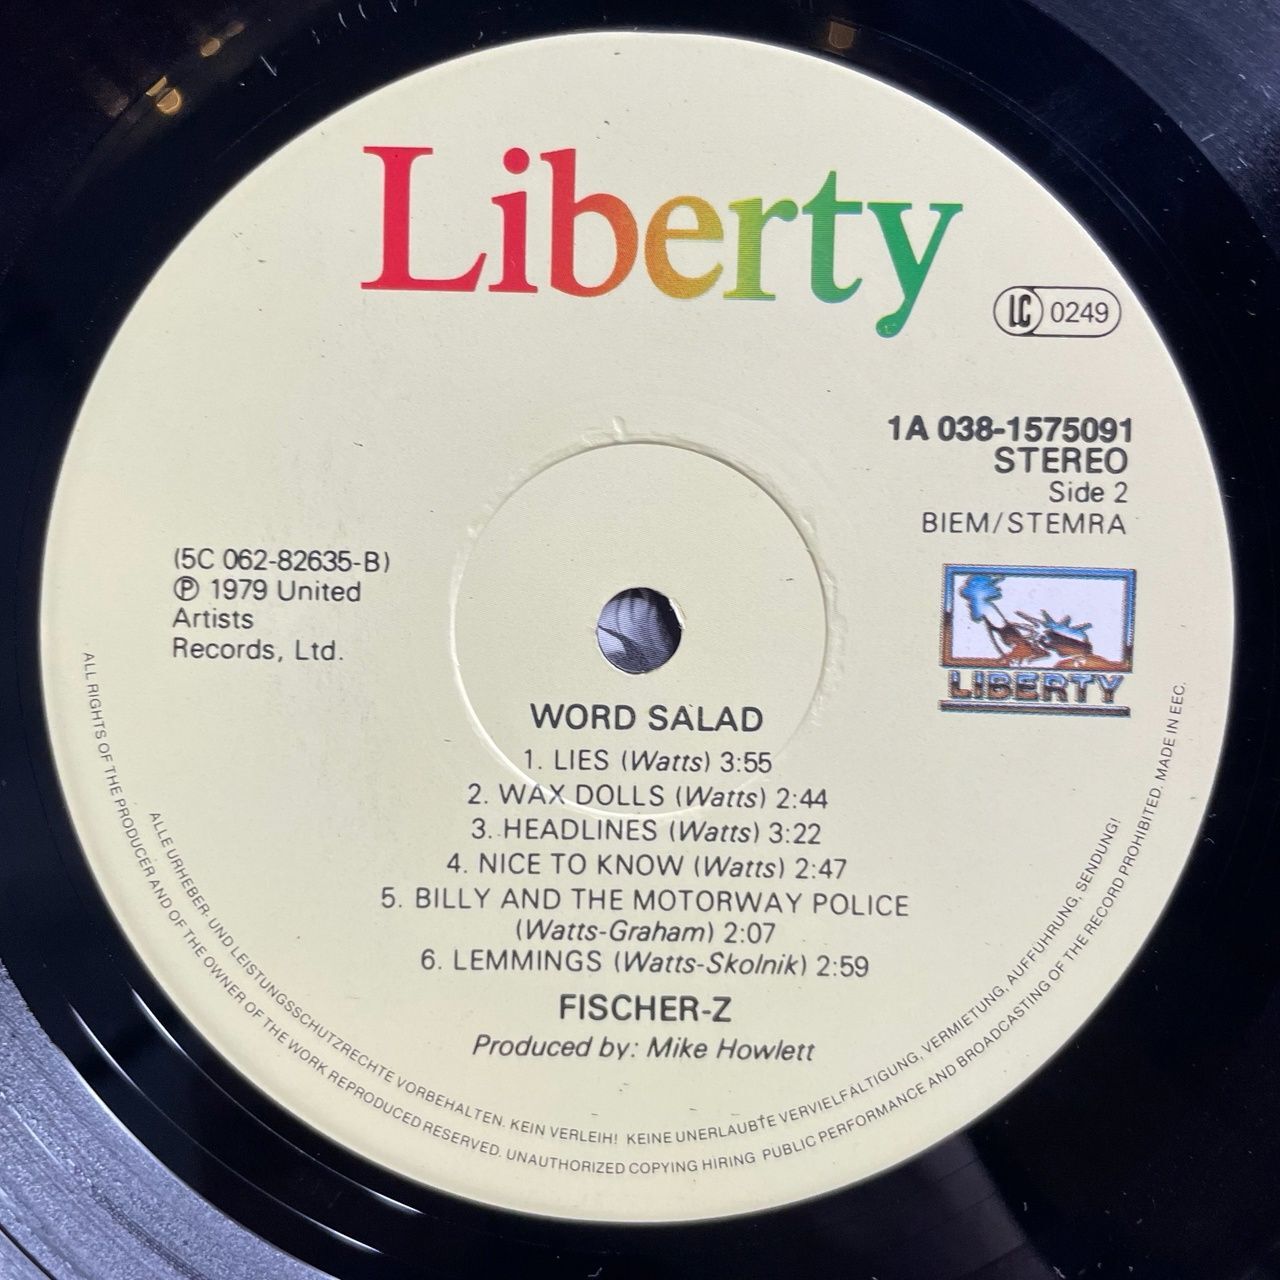 Liberty
LC 0249
1A 038-1575091
STEREO
Side 2
BIEM/STEMRA
(5C 062-82635-B)
℗ 1979 United
Artists
Records, Ltd.
LIBERTY
WORD SALAD
1. LIES (Watts) 3:55
2. WAX DOLLS (Watts) 2:44
3. HEADLINES (Watts) 3:22
4. NICE TO KNOW (Watts) 2:47
5. BILLY AND THE MOTORWAY POLICE
(Watts-Graham) 2:07
6. LEMMINGS (Watts-Skolnik) 2:59
FISCHER-Z
Produced by: Mike Howlett
ALLE URHEBER- UND LEISTUNGSSCHUTZRECHTE VORBEHALTEN. KEIN VERLEIH! KEINE UNERLAUBTE VERVIELFÄLTIGUNG, VERMIETUNG, AUFFÜHRUNG, SENDUNG!
ALL RIGHTS OF THE PRODUCER AND OF THE OWNER OF THE WORK REPRODUCED RESERVED. UNAUTHORIZED COPYING HIRING PUBLIC PERFORMANCE AND BROADCASTING OF THE RECORD PROHIBITED. MADE IN EEC.